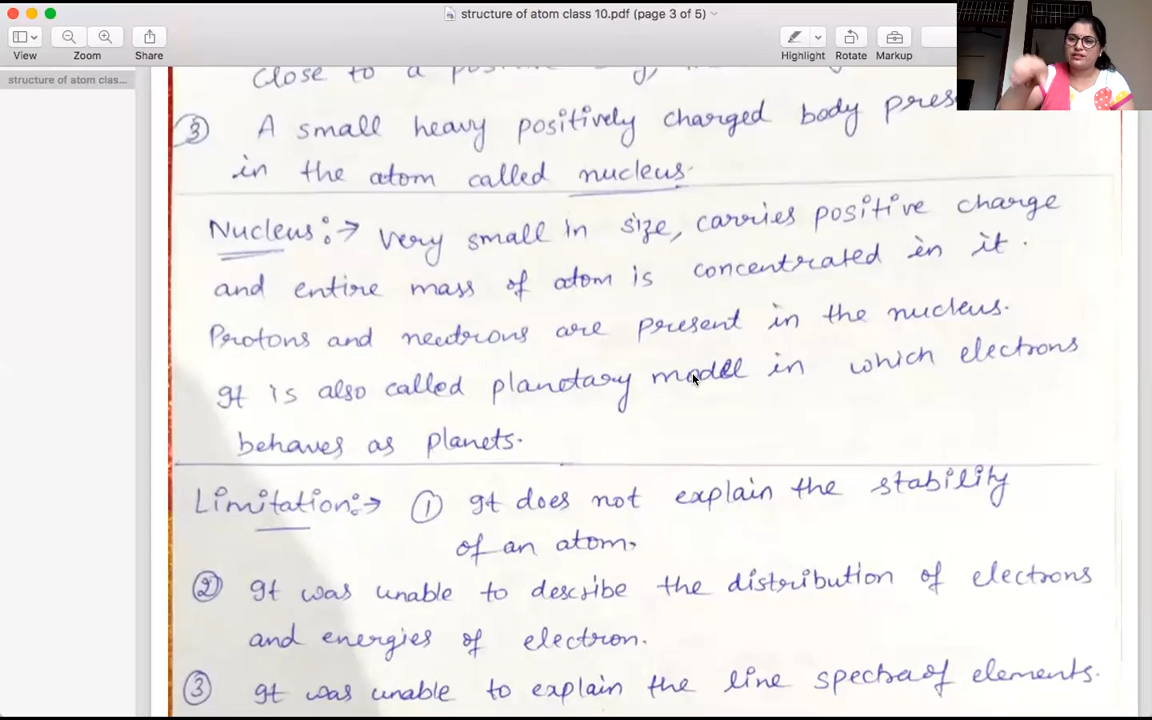 structure of atom class 10.pdf (page 3 of 5)
View Zoom Share Highlight Rotate Markup
structure of atom clas...
close to a
③ A small heavy positively charged body pres
in the atom called nucleus.
Nucleus:→ Very small in size, carries positive charge
and entire mass of atom is concentrated in it.
Protons and neutrons are present in the nucleus.
It is also called planetary model in which electrons
behaves as planets.
Limitation:→ ① It does not explain the stability
of an atom.
② It was unable to describe the distribution of electrons
and energies of electron.
③ It was unable to explain the line spectra of elements.